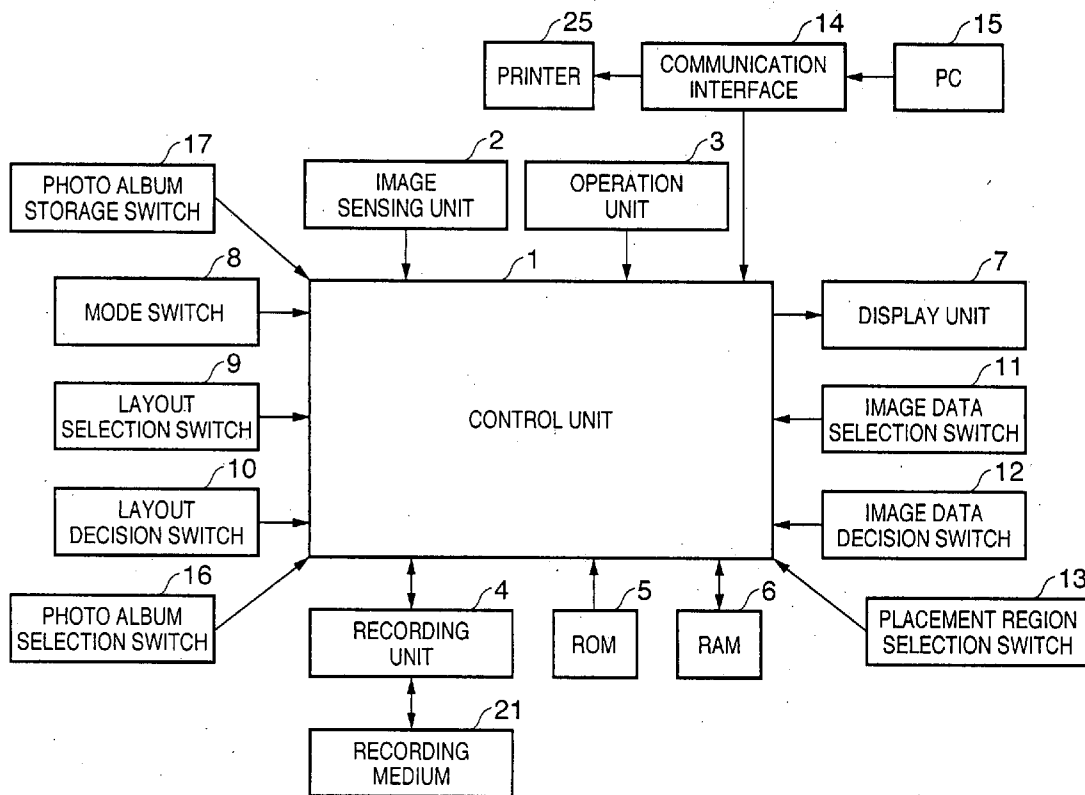 25
14
15
PRINTER
COMMUNICATION
INTERFACE
PC
17
2
3
PHOTO ALBUM
STORAGE SWITCH
IMAGE
SENSING UNIT
OPERATION
UNIT
8
1
7
MODE SWITCH
DISPLAY UNIT
9
11
LAYOUT
SELECTION SWITCH
CONTROL UNIT
IMAGE DATA
SELECTION SWITCH
10
12
LAYOUT
DECISION SWITCH
IMAGE DATA
DECISION SWITCH
16
4
5
6
13
PHOTO ALBUM
SELECTION SWITCH
RECORDING
UNIT
ROM
RAM
PLACEMENT REGION
SELECTION SWITCH
21
RECORDING
MEDIUM